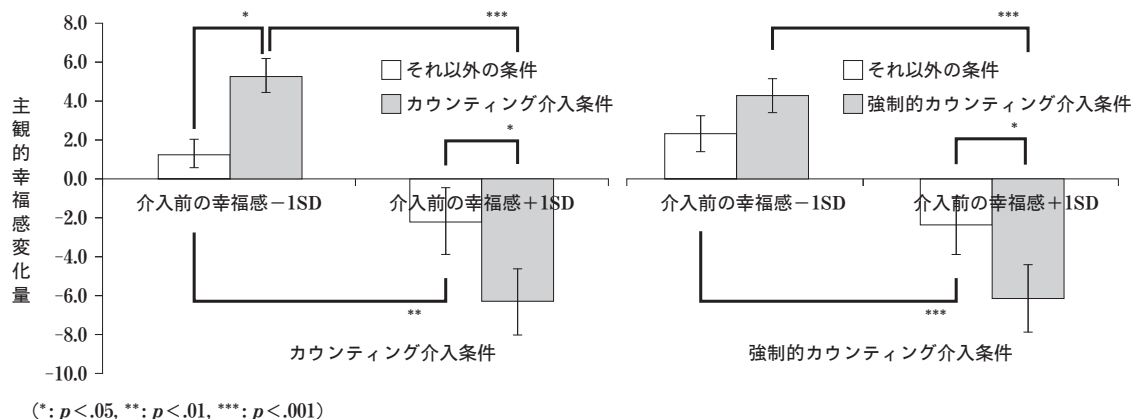 主観的幸福感変化量
8.0
6.0
4.0
2.0
0.0
-2.0
-4.0
-6.0
-8.0
-10.0
*
***
□それ以外の条件
カウンティング介入条件
*
介入前の幸福感－1SD
介入前の幸福感＋1SD
**
カウンティング介入条件
***
□それ以外の条件
強制的カウンティング介入条件
*
介入前の幸福感－1SD
介入前の幸福感＋1SD
***
強制的カウンティング介入条件
(*: p<.05, **: p<.01, ***: p<.001)